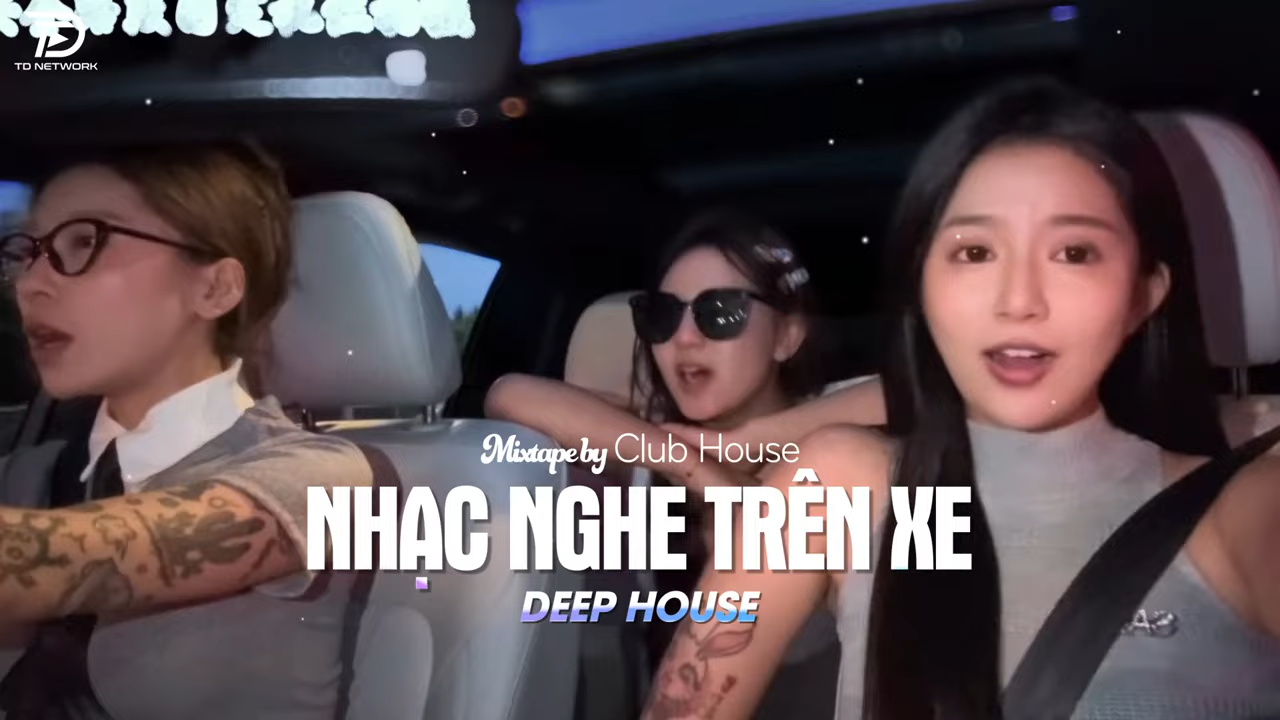 TD NETWORK
Mixtape by Club House
NHẠC NGHE TRÊN XE
DEEP HOUSE